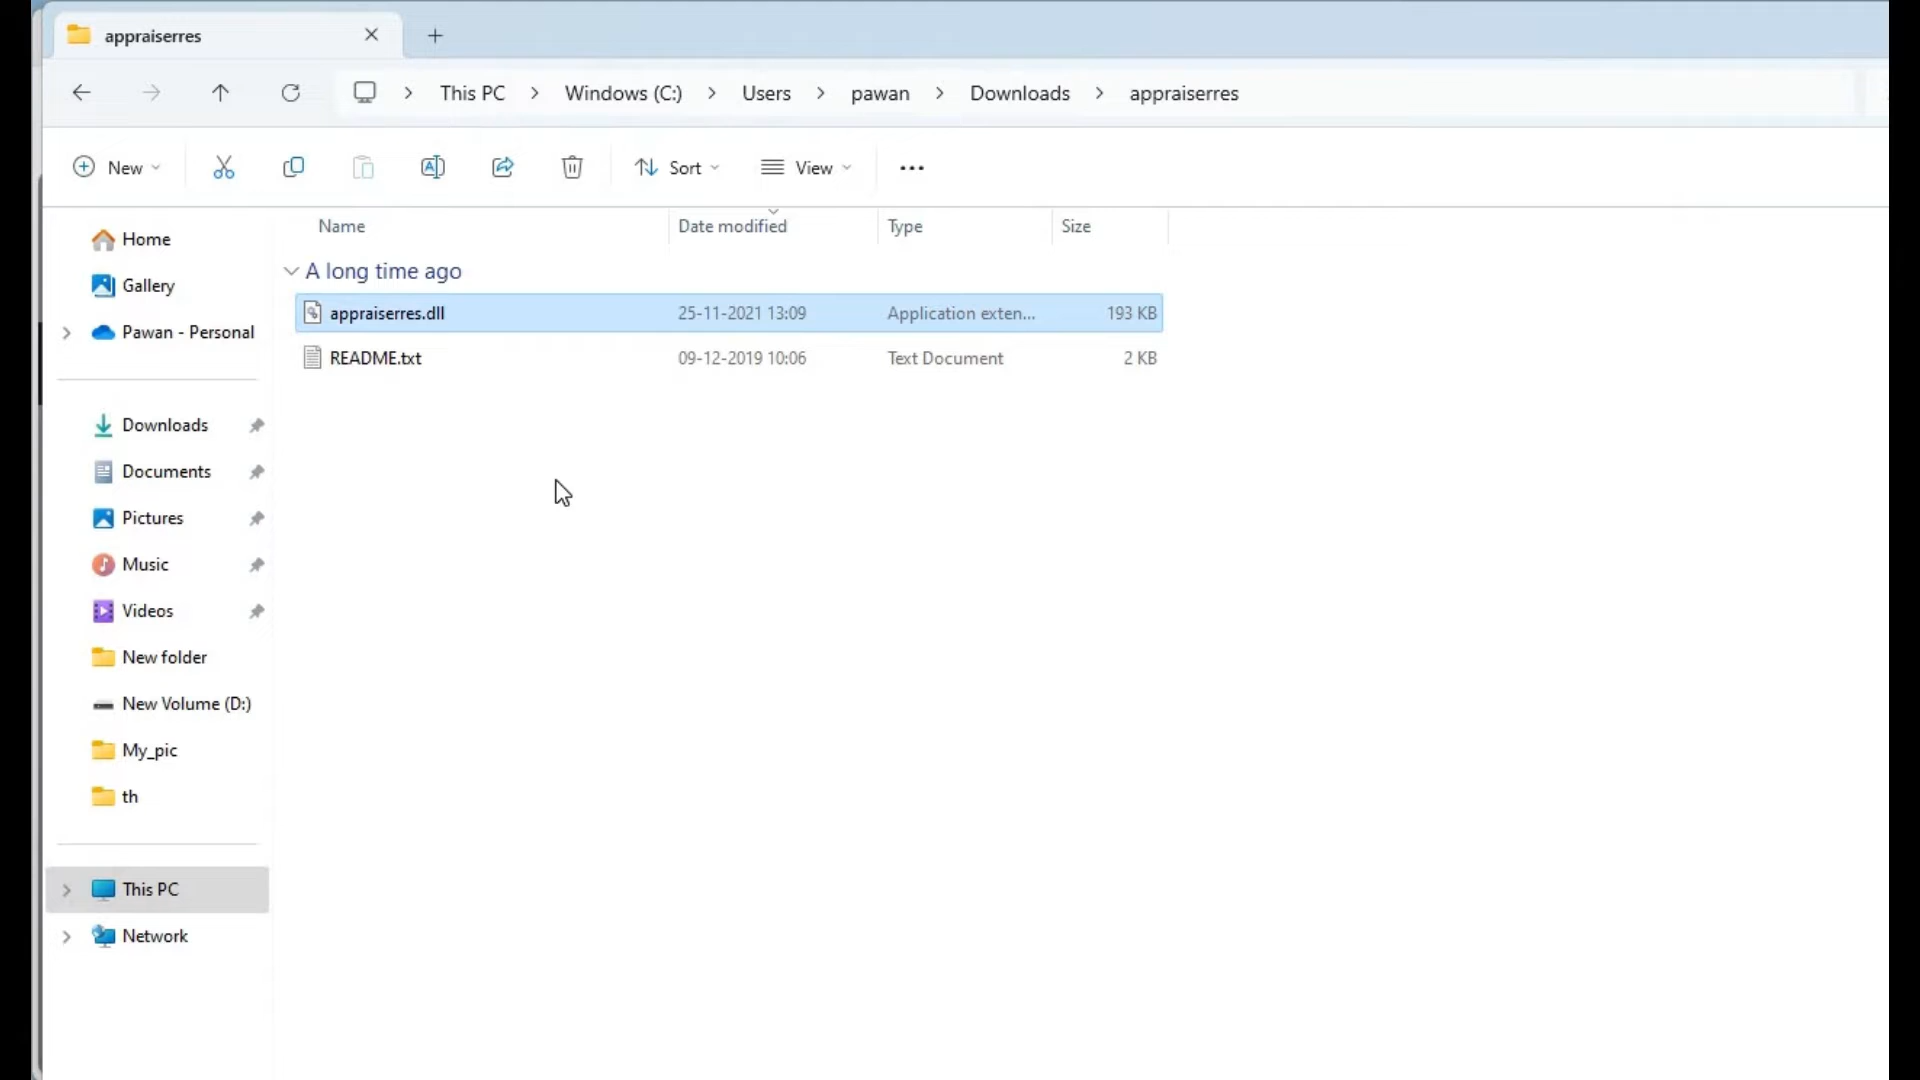 appraiserres
This PC > Windows (C:) > Users > pawan > Downloads > appraiserres
New Sort View
Name Date modified Type Size
A long time ago
appraiserres.dll 25-11-2021 13:09 Application exten... 193 KB
README.txt 09-12-2019 10:06 Text Document 2 KB
Home
Gallery
Pawan - Personal
Downloads
Documents
Pictures
Music
Videos
New folder
New Volume (D:)
My_pic
th
This PC
Network